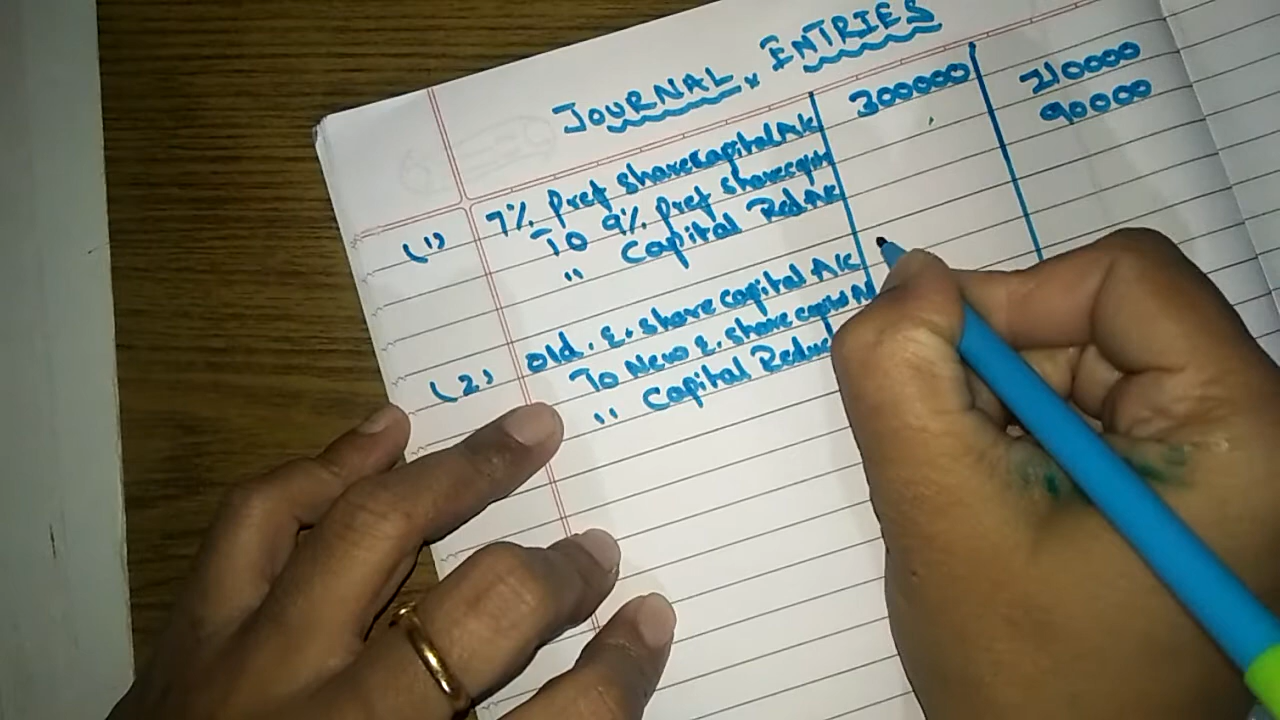 JOURNAL ENTRIES
(1) 7% Pref share Capital A/c 300000
To 9% Pref share capit 210000
" Capital Red A/c 90000
(2) Old. E. share capital A/c
To New E. share capital A/c
" Capital Reduc